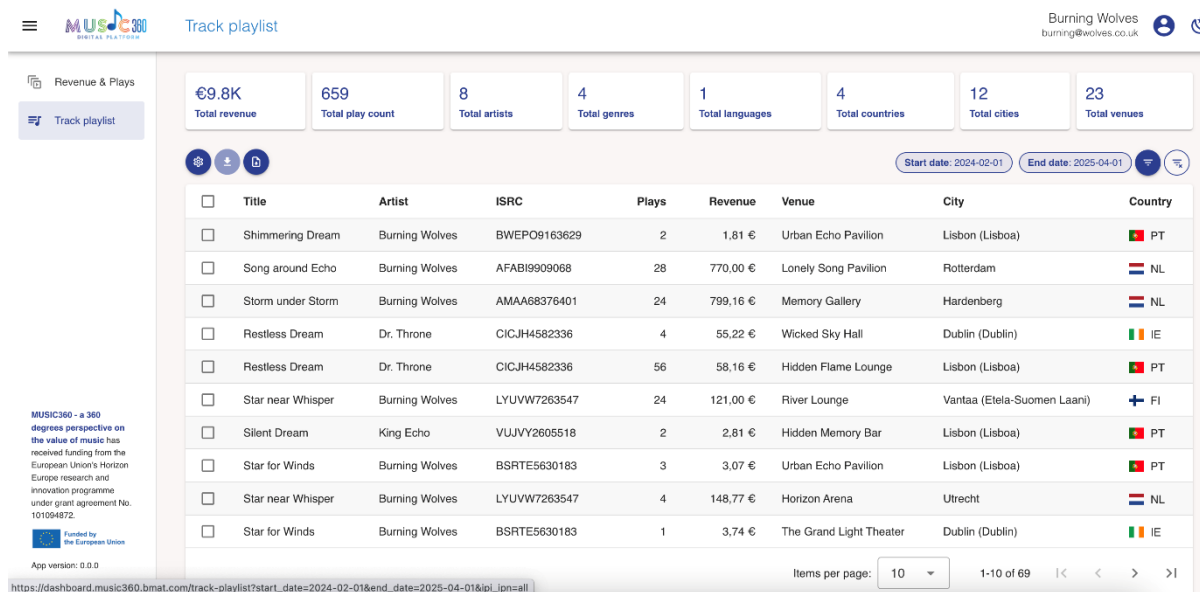 MUSIC360
DIGITAL PLATFORM
Track playlist
Burning Wolves
burning@wolves.co.uk
Revenue & Plays
Track playlist
€9.8K
Total revenue
659
Total play count
8
Total artists
4
Total genres
1
Total languages
4
Total countries
12
Total cities
23
Total venues
Start date: 2024-02-01 End date: 2025-04-01
Title Artist ISRC Plays Revenue Venue City Country
Shimmering Dream Burning Wolves BWEPO9163629 2 1,81 € Urban Echo Pavilion Lisbon (Lisboa) PT
Song around Echo Burning Wolves AFABI9909068 28 770,00 € Lonely Song Pavilion Rotterdam NL
Storm under Storm Burning Wolves AMAA68376401 24 799,16 € Memory Gallery Hardenberg NL
Restless Dream Dr. Throne CICJH4582336 4 55,22 € Wicked Sky Hall Dublin (Dublin) IE
Restless Dream Dr. Throne CICJH4582336 56 58,16 € Hidden Flame Lounge Lisbon (Lisboa) PT
Star near Whisper Burning Wolves LYUVW7263547 24 121,00 € River Lounge Vantaa (Etela-Suomen Laani) FI
Silent Dream King Echo VUJVY2605518 2 2,81 € Hidden Memory Bar Lisbon (Lisboa) PT
Star for Winds Burning Wolves BSRTE5630183 3 3,07 € Urban Echo Pavilion Lisbon (Lisboa) PT
Star near Whisper Burning Wolves LYUVW7263547 4 148,77 € Horizon Arena Utrecht NL
Star for Winds Burning Wolves BSRTE5630183 1 3,74 € The Grand Light Theater Dublin (Dublin) IE
Items per page: 10 1-10 of 69
MUSIC360 - a 360
degrees perspective on
the value of music has
received funding from the
European Union's Horizon
Europe research and
innovation programme
under grant agreement No.
101094872.
Funded by
the European Union
App version: 0.0.0
https://dashboard.music360.bmat.com/track-playlist?start_date=2024-02-01&end_date=2025-04-01&ipi_ipn=all